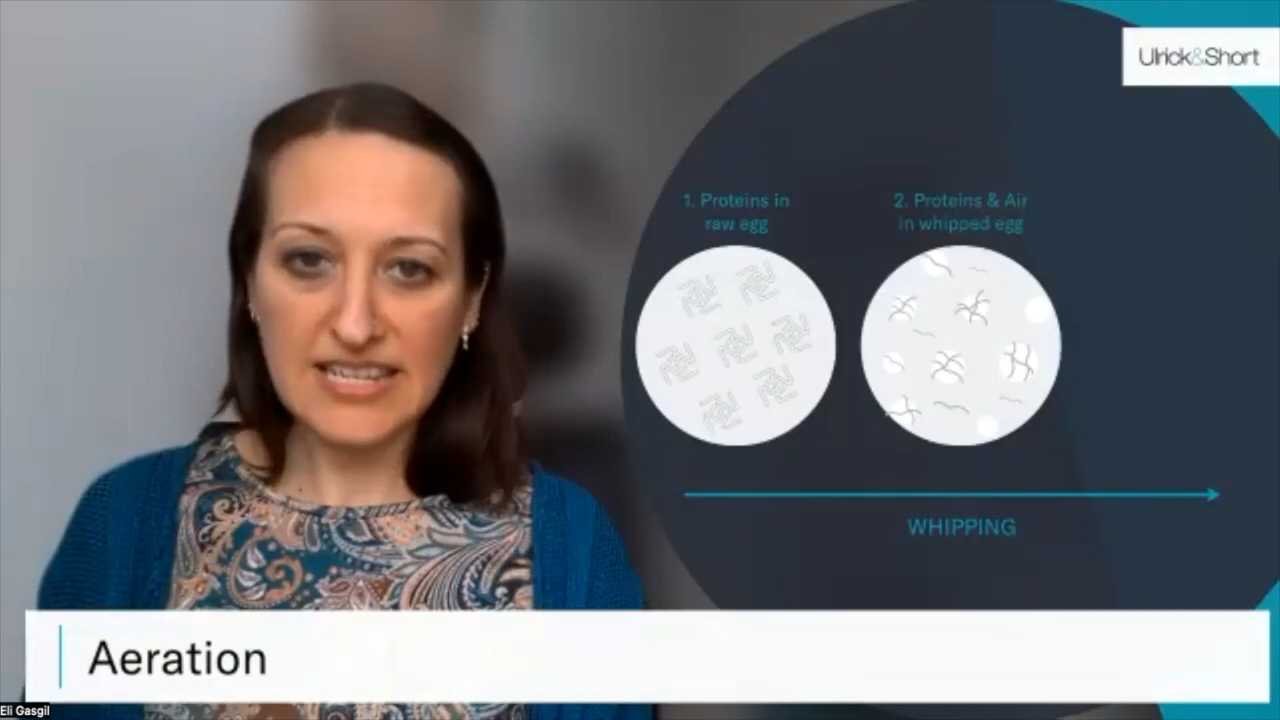 Ulrick&Short
1. Proteins in
raw egg
2. Proteins & Air
in whipped egg
WHIPPING
Aeration
Eli Gasgil